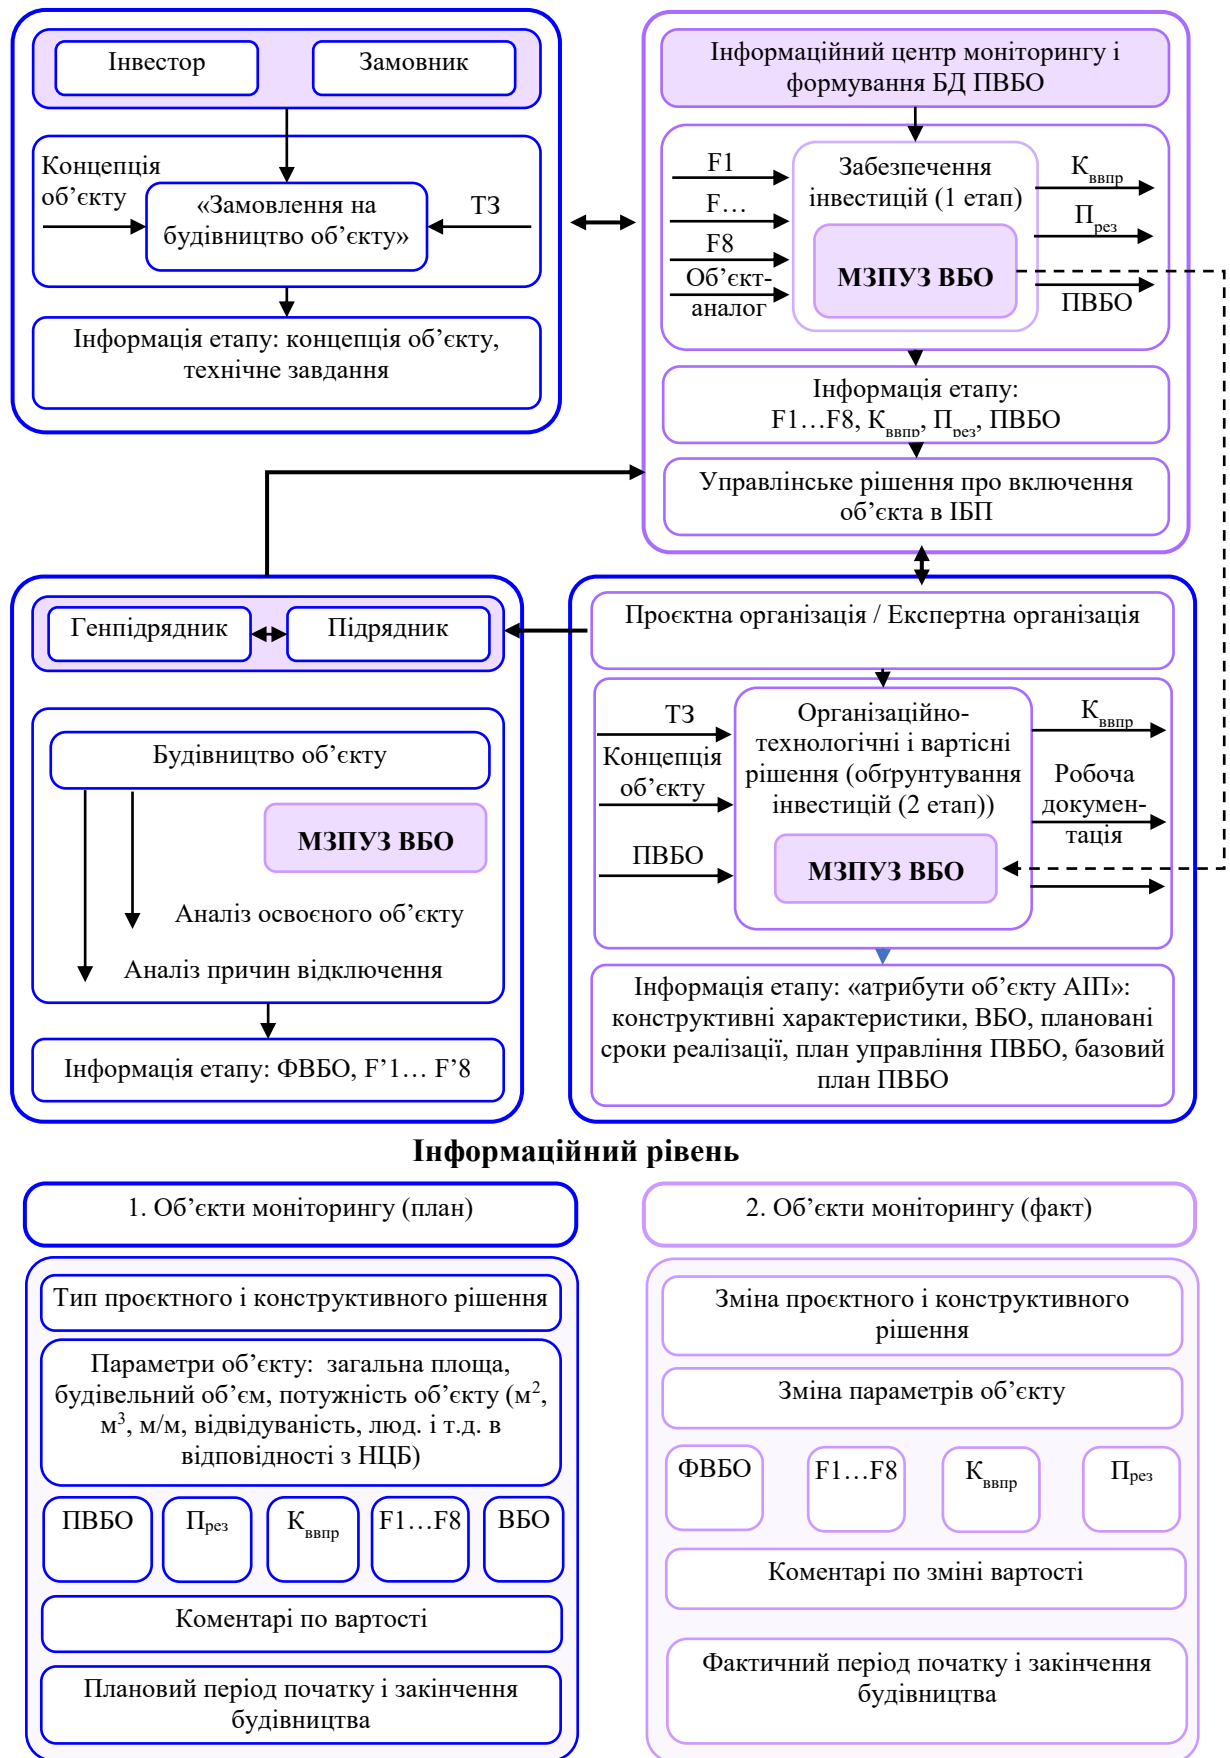 Інвестор
Замовник
Концепція
об’єкту
«Замовлення на
будівництво об’єкту»
ТЗ
Інформація етапу: концепція об’єкту,
технічне завдання
Інформаційний центр моніторингу і
формування БД ПВБО
F1
F…
F8
Об’єкт-
аналог
Забезпечення
інвестицій (1 етап)
МЗПУЗ ВБО
Кввпр
През
ПВБО
Інформація етапу:
F1…F8, Кввпр, През, ПВБО
Управлінське рішення про включення
об’єкта в ІБП
Генпідрядник
Підрядник
Будівництво об’єкту
МЗПУЗ ВБО
Аналіз освоєного об’єкту
Аналіз причин відключення
Інформація етапу: ФВБО, F’1… F’8
Проєктна організація / Експертна організація
ТЗ
Концепція
об’єкту
ПВБО
Організаційно-
технологічні і вартісні
рішення (обґрунтування
інвестицій (2 етап))
МЗПУЗ ВБО
Кввпр
Робоча
докумен-
тація
Інформація етапу: «атрибути об’єкту АІП»:
конструктивні характеристики, ВБО, плановані
сроки реалізації, план управління ПВБО, базовий
план ПВБО
Інформаційний рівень
1. Об’єкти моніторингу (план)
Тип проєктного і конструктивного рішення
Параметри об’єкту: загальна площа,
будівельний об’єм, потужність об’єкту (м2,
м3, м/м, відвідуваність, люд. і т.д. в
відповідності з НЦБ)
ПВБО
През
Кввпр
F1…F8
ВБО
Коментарі по вартості
Плановий період початку і закінчення
будівництва
2. Об’єкти моніторингу (факт)
Зміна проєктного і конструктивного
рішення
Зміна параметрів об’єкту
ФВБО
F1…F8
Кввпр
През
Коментарі по зміні вартості
Фактичний період початку і закінчення
будівництва